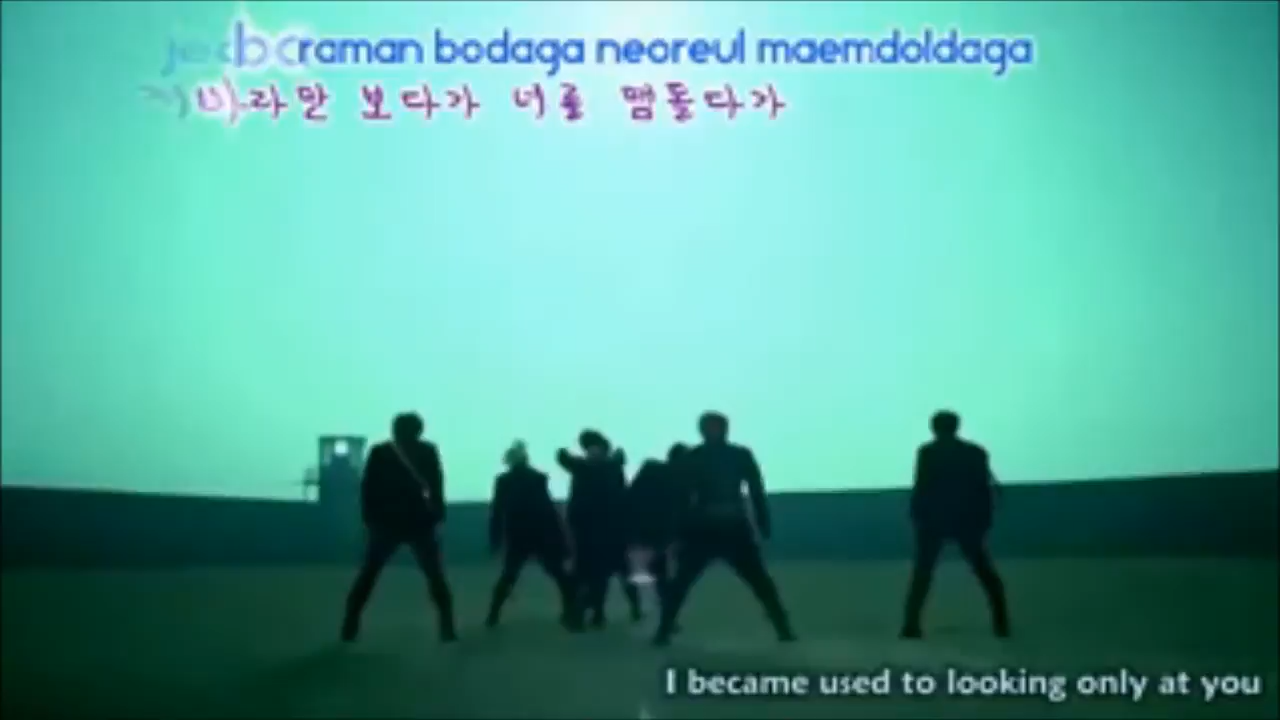 raman bodaga neoreul maemdoldaga
바라만 보다가 너를 맴돌다가
I became used to looking only at you